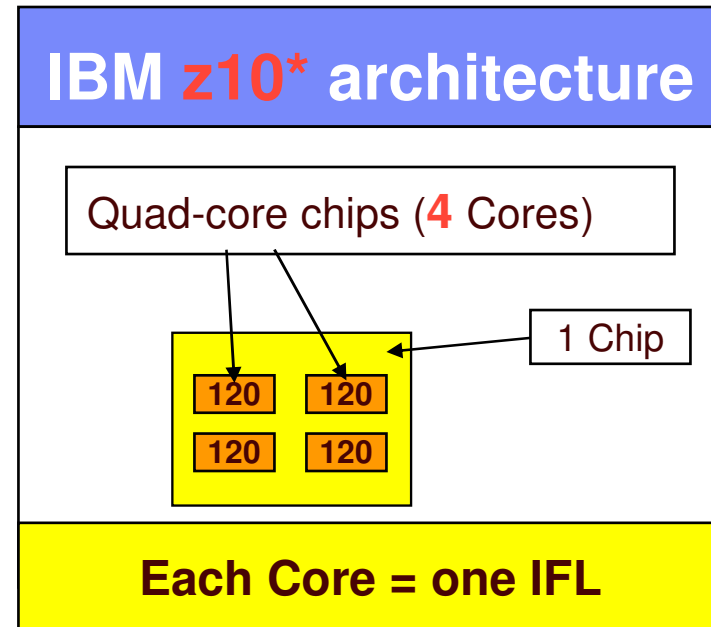 IBM z10* architecture
Quad-core chips (4 Cores)
1 Chip
120 120
120 120
Each Core = one IFL